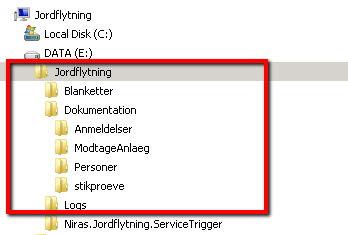 Jordflytning
Local Disk (C:)
DATA (E:)
Jordflytning
Blanketter
Dokumentation
Anmeldelser
ModtageAnlaeg
Personer
stikproeve
Logs
Niras.Jordflytning.ServiceTrigger